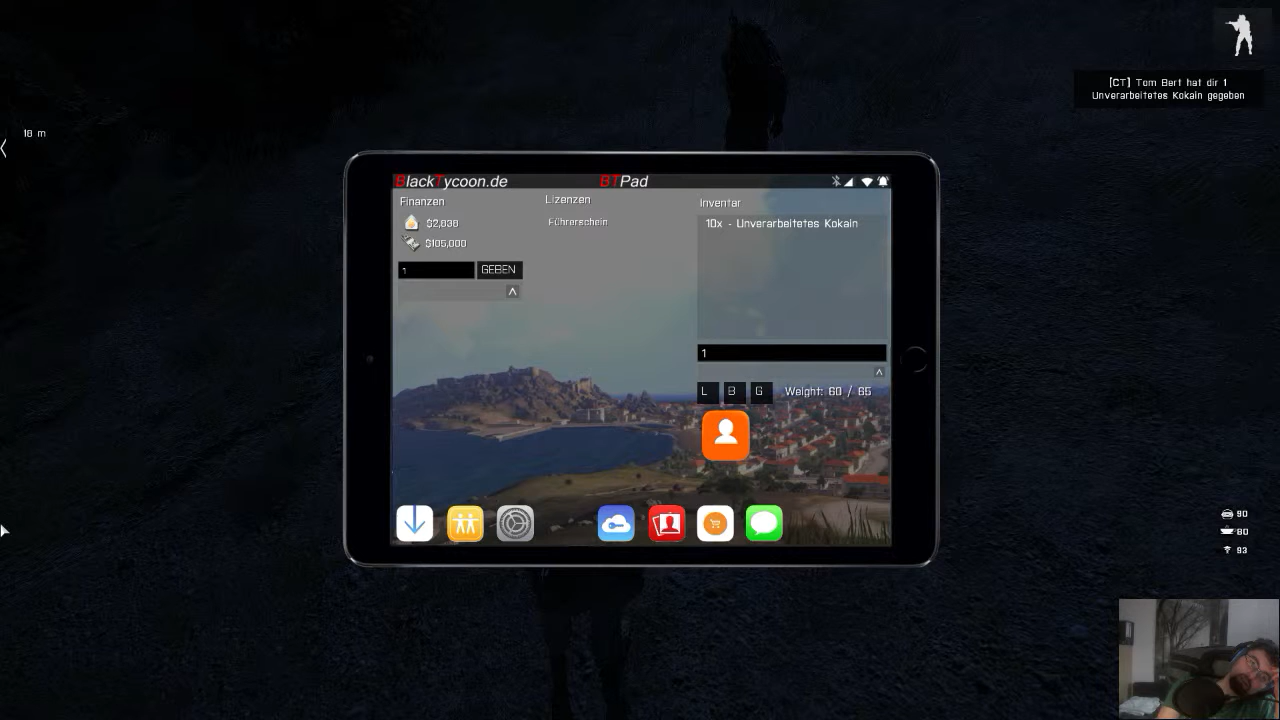 [CT] Tom Bert hat dir 1
Unverarbeitetes Kokain gegeben
18 m
BlackTycoon.de
BTPad
Finanzen
Lizenzen
Inventar
$2,038
Führerschein
10x - Unverarbeitetes Kokain
$105,000
1
GEBEN
1
L B G Weight: 60 / 65
90
80
93